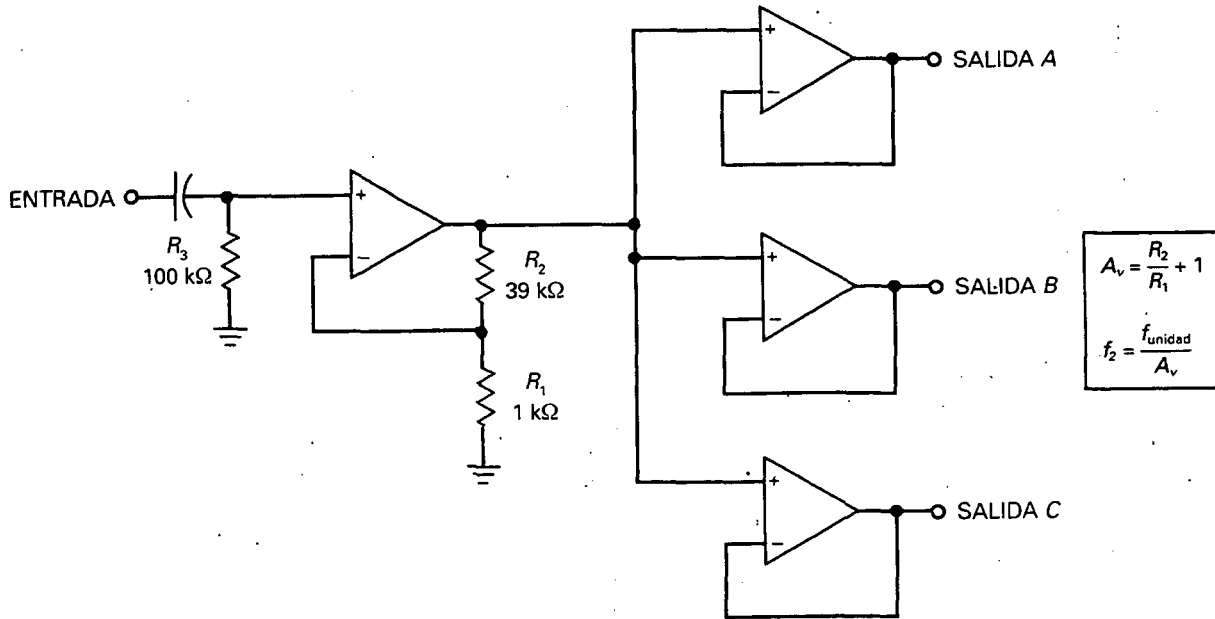 +
−
SALIDA A
ENTRADA
R₃
100 kΩ
+
−
R₂
39 kΩ
R₁
1 kΩ
+
−
SALIDA B
Aᵥ = R₂/R₁ + 1
f₂ = f_unidad/Aᵥ
+
−
SALIDA C